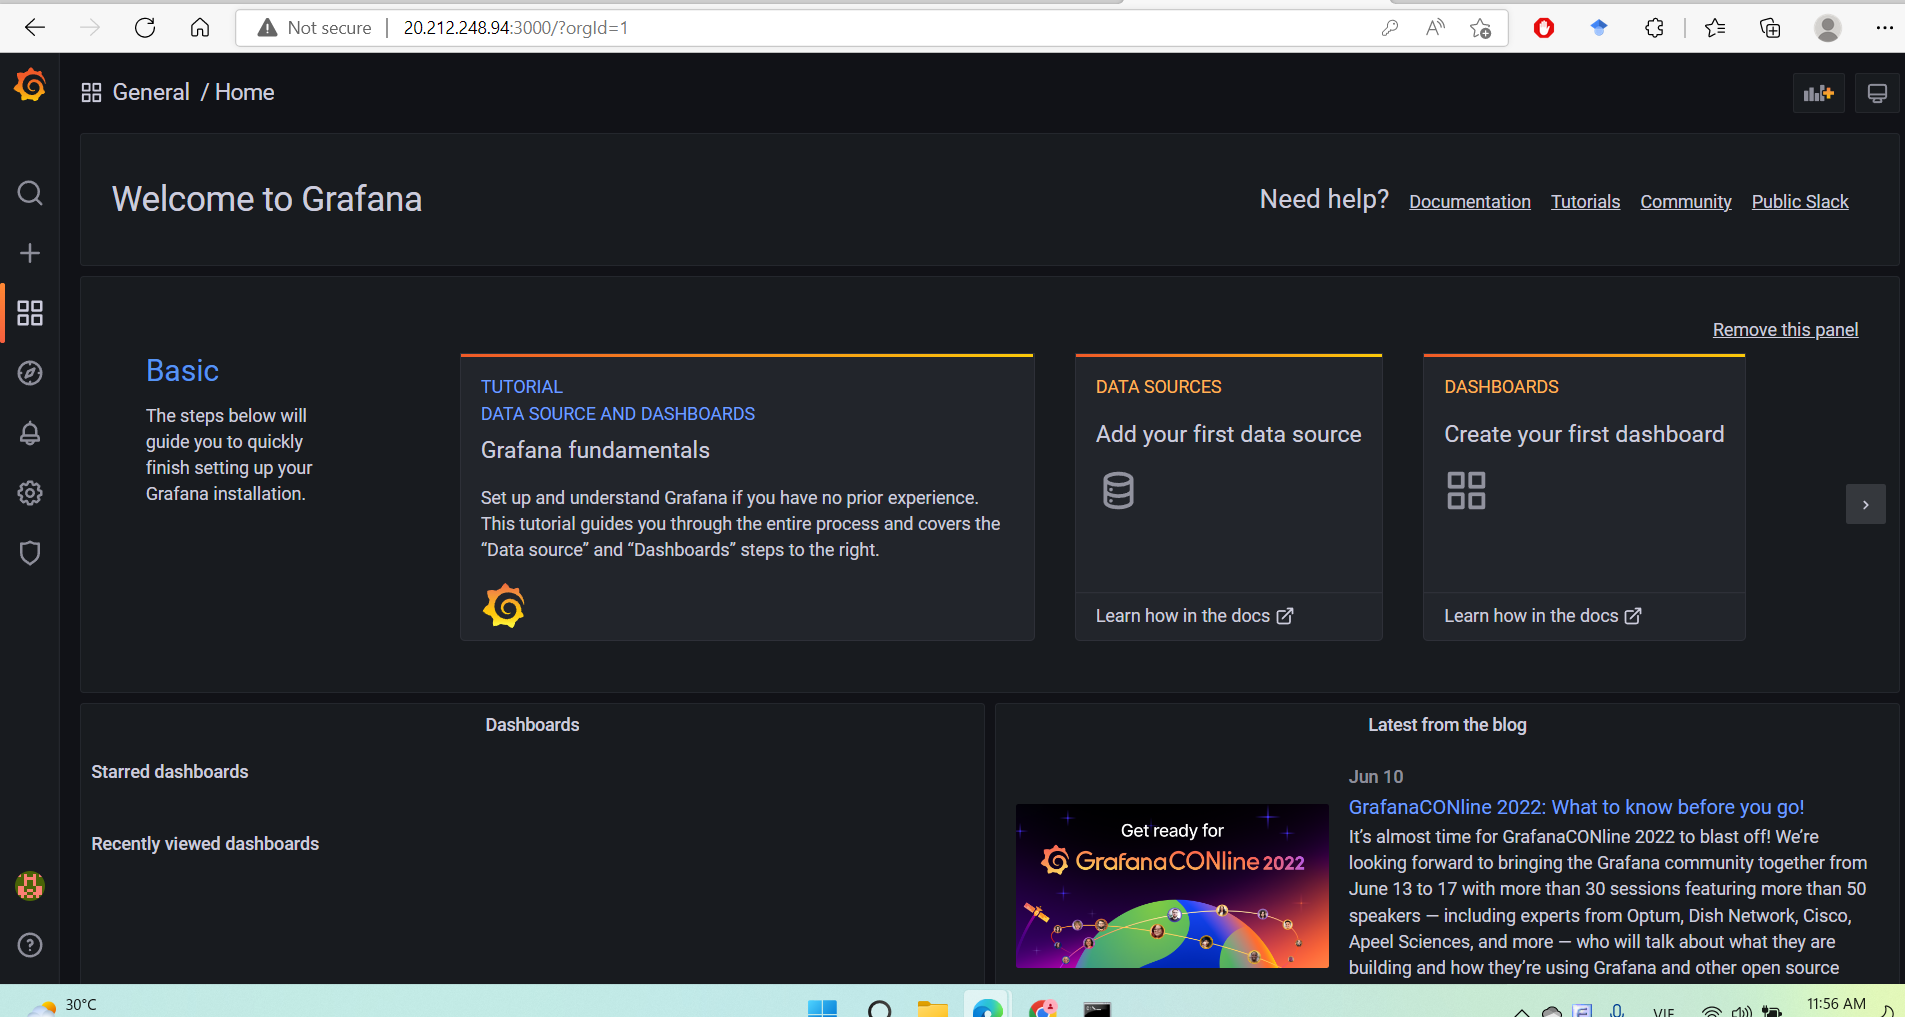 Not secure
20.212.248.94:3000/?orgId=1
General / Home
Welcome to Grafana
Need help? Documentation Tutorials Community Public Slack
Remove this panel
Basic
The steps below will
guide you to quickly
finish setting up your
Grafana installation.
TUTORIAL
DATA SOURCE AND DASHBOARDS
Grafana fundamentals
Set up and understand Grafana if you have no prior experience.
This tutorial guides you through the entire process and covers the
“Data source” and “Dashboards” steps to the right.
DATA SOURCES
Add your first data source
Learn how in the docs
DASHBOARDS
Create your first dashboard
Learn how in the docs
Dashboards
Starred dashboards
Recently viewed dashboards
Latest from the blog
Get ready for
GrafanaCONline 2022
Jun 10
GrafanaCONline 2022: What to know before you go!
It’s almost time for GrafanaCONline 2022 to blast off! We’re
looking forward to bringing the Grafana community together from
June 13 to 17 with more than 30 sessions featuring more than 50
speakers — including experts from Optum, Dish Network, Cisco,
Apeel Sciences, and more — who will talk about what they are
building and how they’re using Grafana and other open source
30°C
VIE
11:56 AM